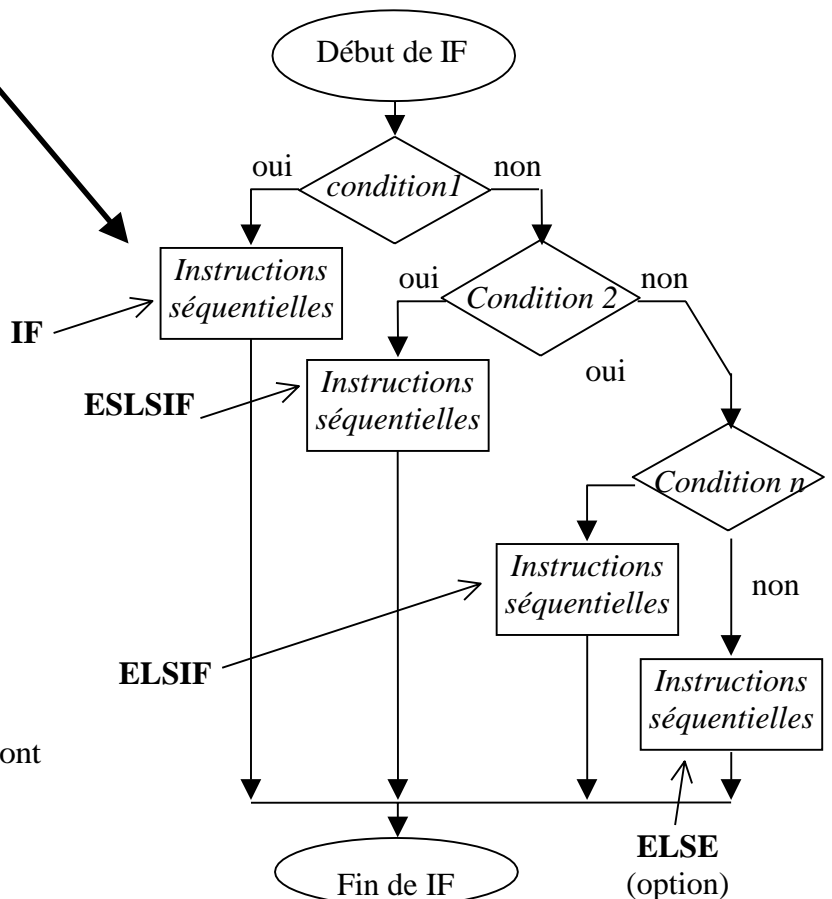 Début de IF
oui
non
condition1
Instructions
séquentielles
oui
non
Condition 2
IF
oui
Instructions
séquentielles
ESLSIF
Condition n
Instructions
séquentielles
non
ELSIF
Instructions
séquentielles
ont
ELSE
(option)
Fin de IF